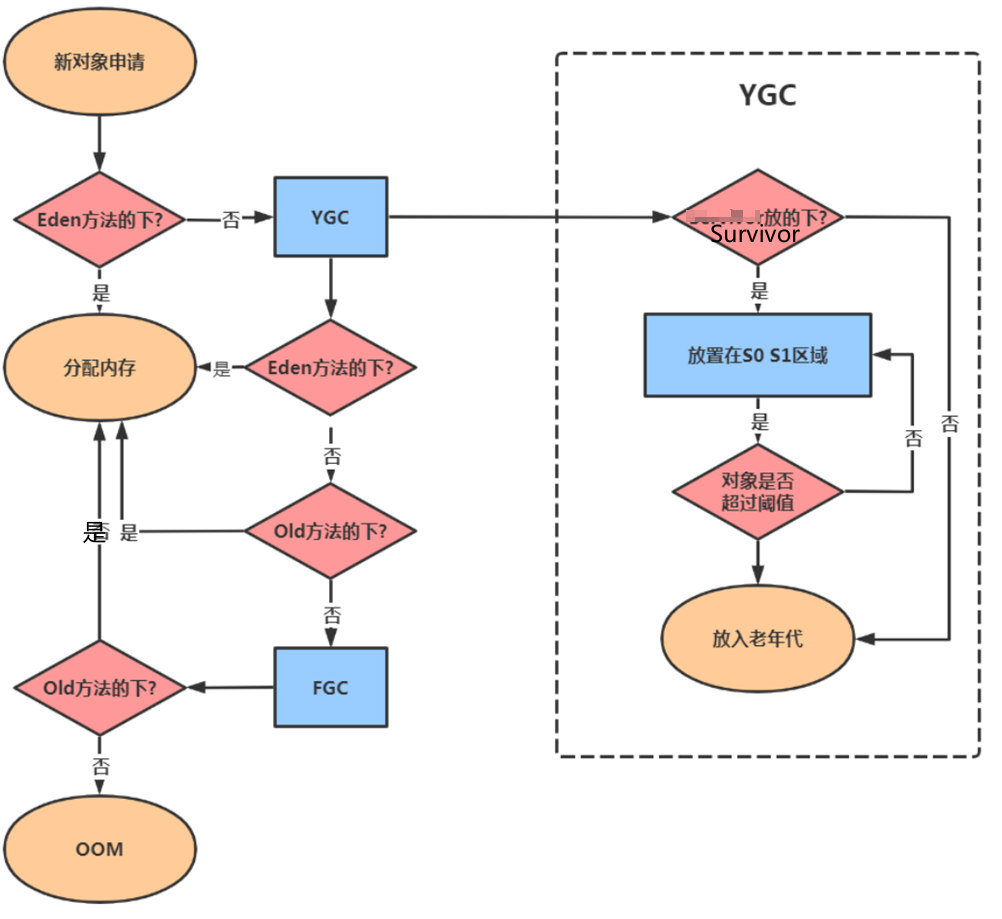 新对象申请
YGC
Eden方法的下?
否
YGC
放的下?
Survivor
是
是
分配内存
是
Eden方法的下?
放置在S0 S1区域
否
是
否
否
对象是否
超过阈值
是
是
Old方法的下?
否
放入老年代
Old方法的下?
FGC
否
OOM